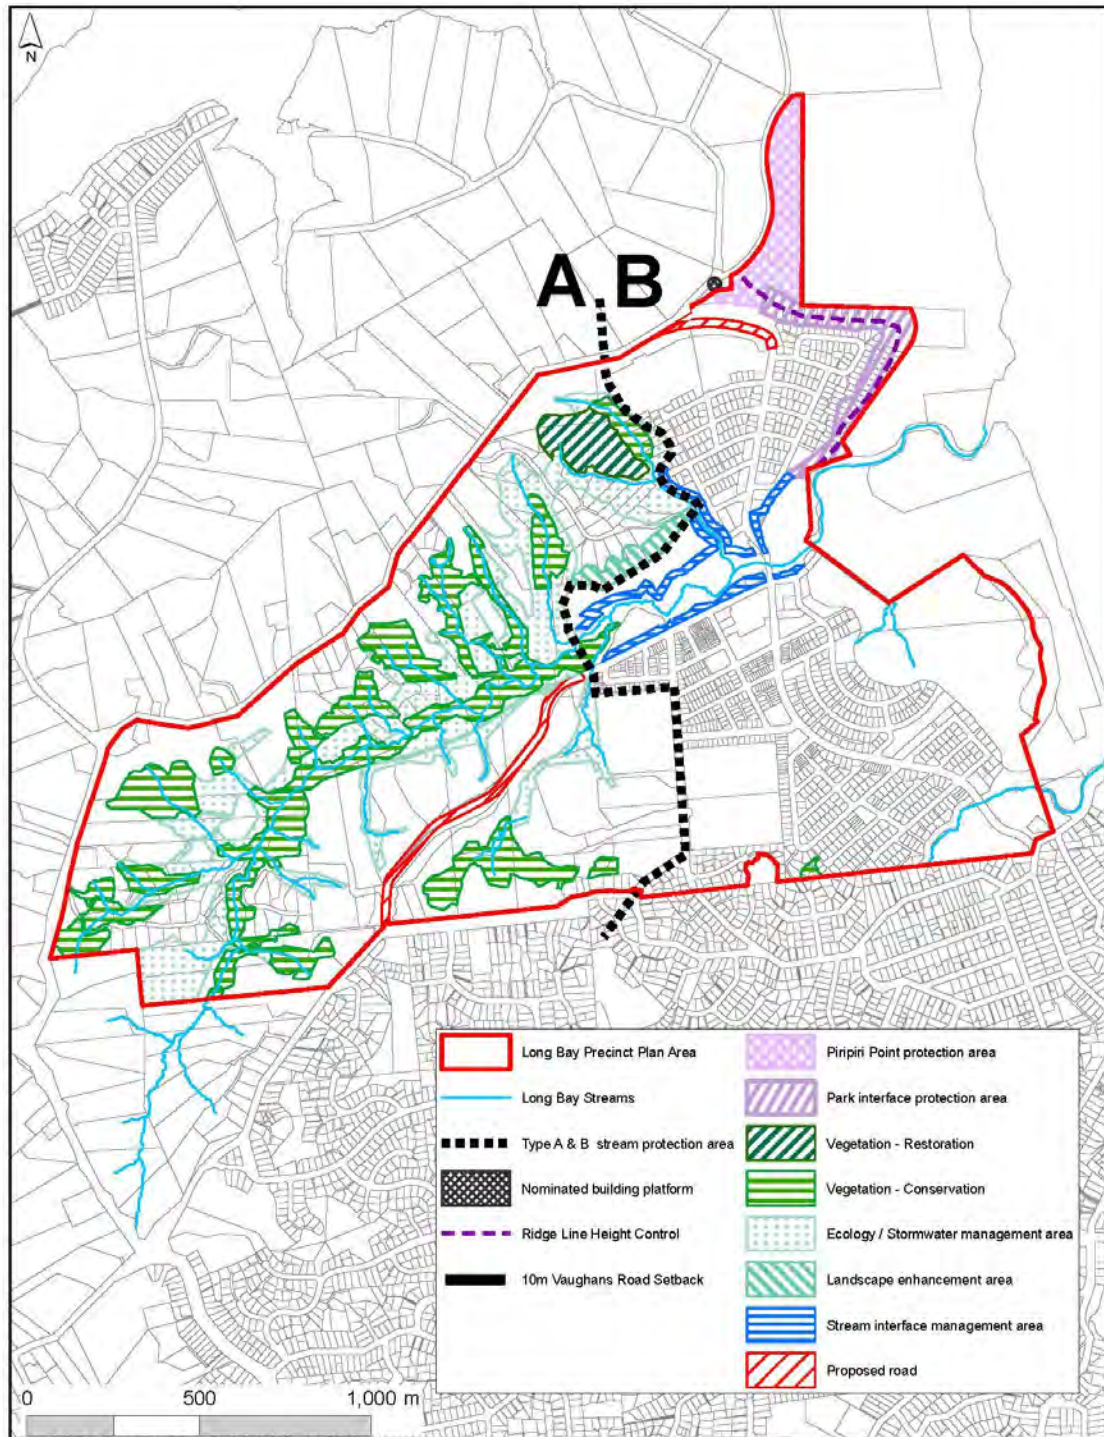 N
A B
Long Bay Precinct Plan Area
Long Bay Streams
Type A & B stream protection area
Nominated building platform
Ridge Line Height Control
10m Vaughans Road Setback
Piripiri Point protection area
Park interface protection area
Vegetation - Restoration
Vegetation - Conservation
Ecology / Stormwater management area
Landscape enhancement area
Stream interface management area
Proposed road
0 500 1,000 m